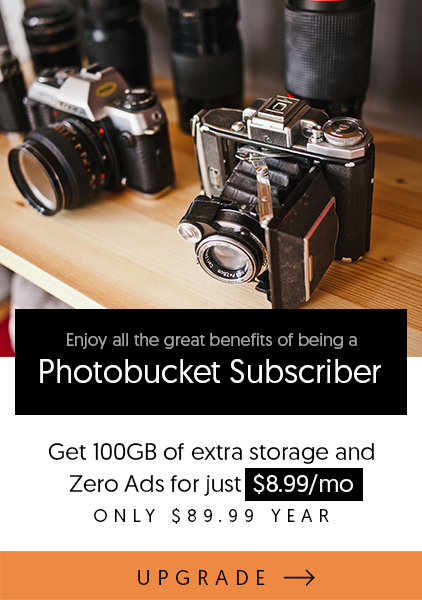 Enjoy all the great benefits of being a
Photobucket Subscriber
Get 100GB of extra storage and
Zero Ads for just $8.99/mo
ONLY $89.99 YEAR
UPGRADE →